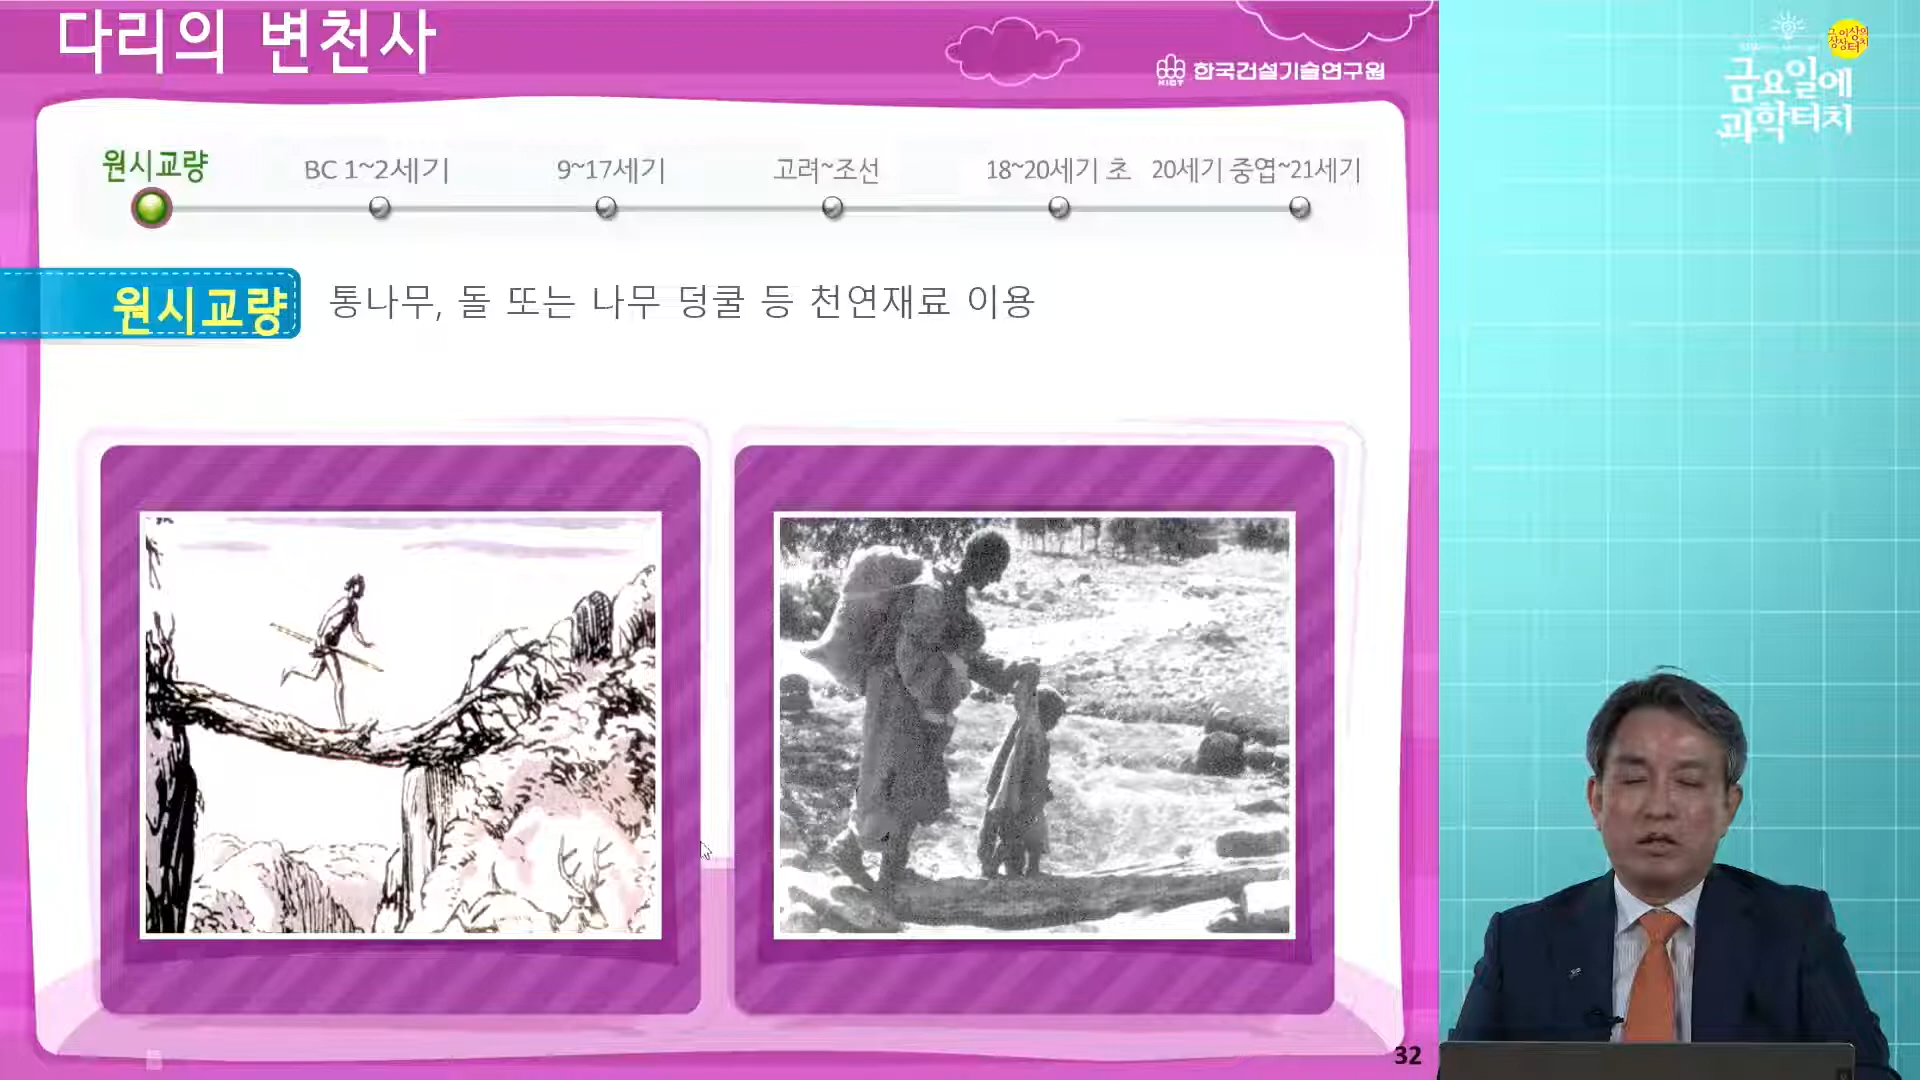 다리의 변천사
KICT 한국건설기술연구원
금요일에
과학터치
원시교량
BC 1~2세기
9~17세기
고려~조선
18~20세기 초
20세기 중엽~21세기
원시교량
통나무, 돌 또는 나무 덩쿨 등 천연재료 이용
32